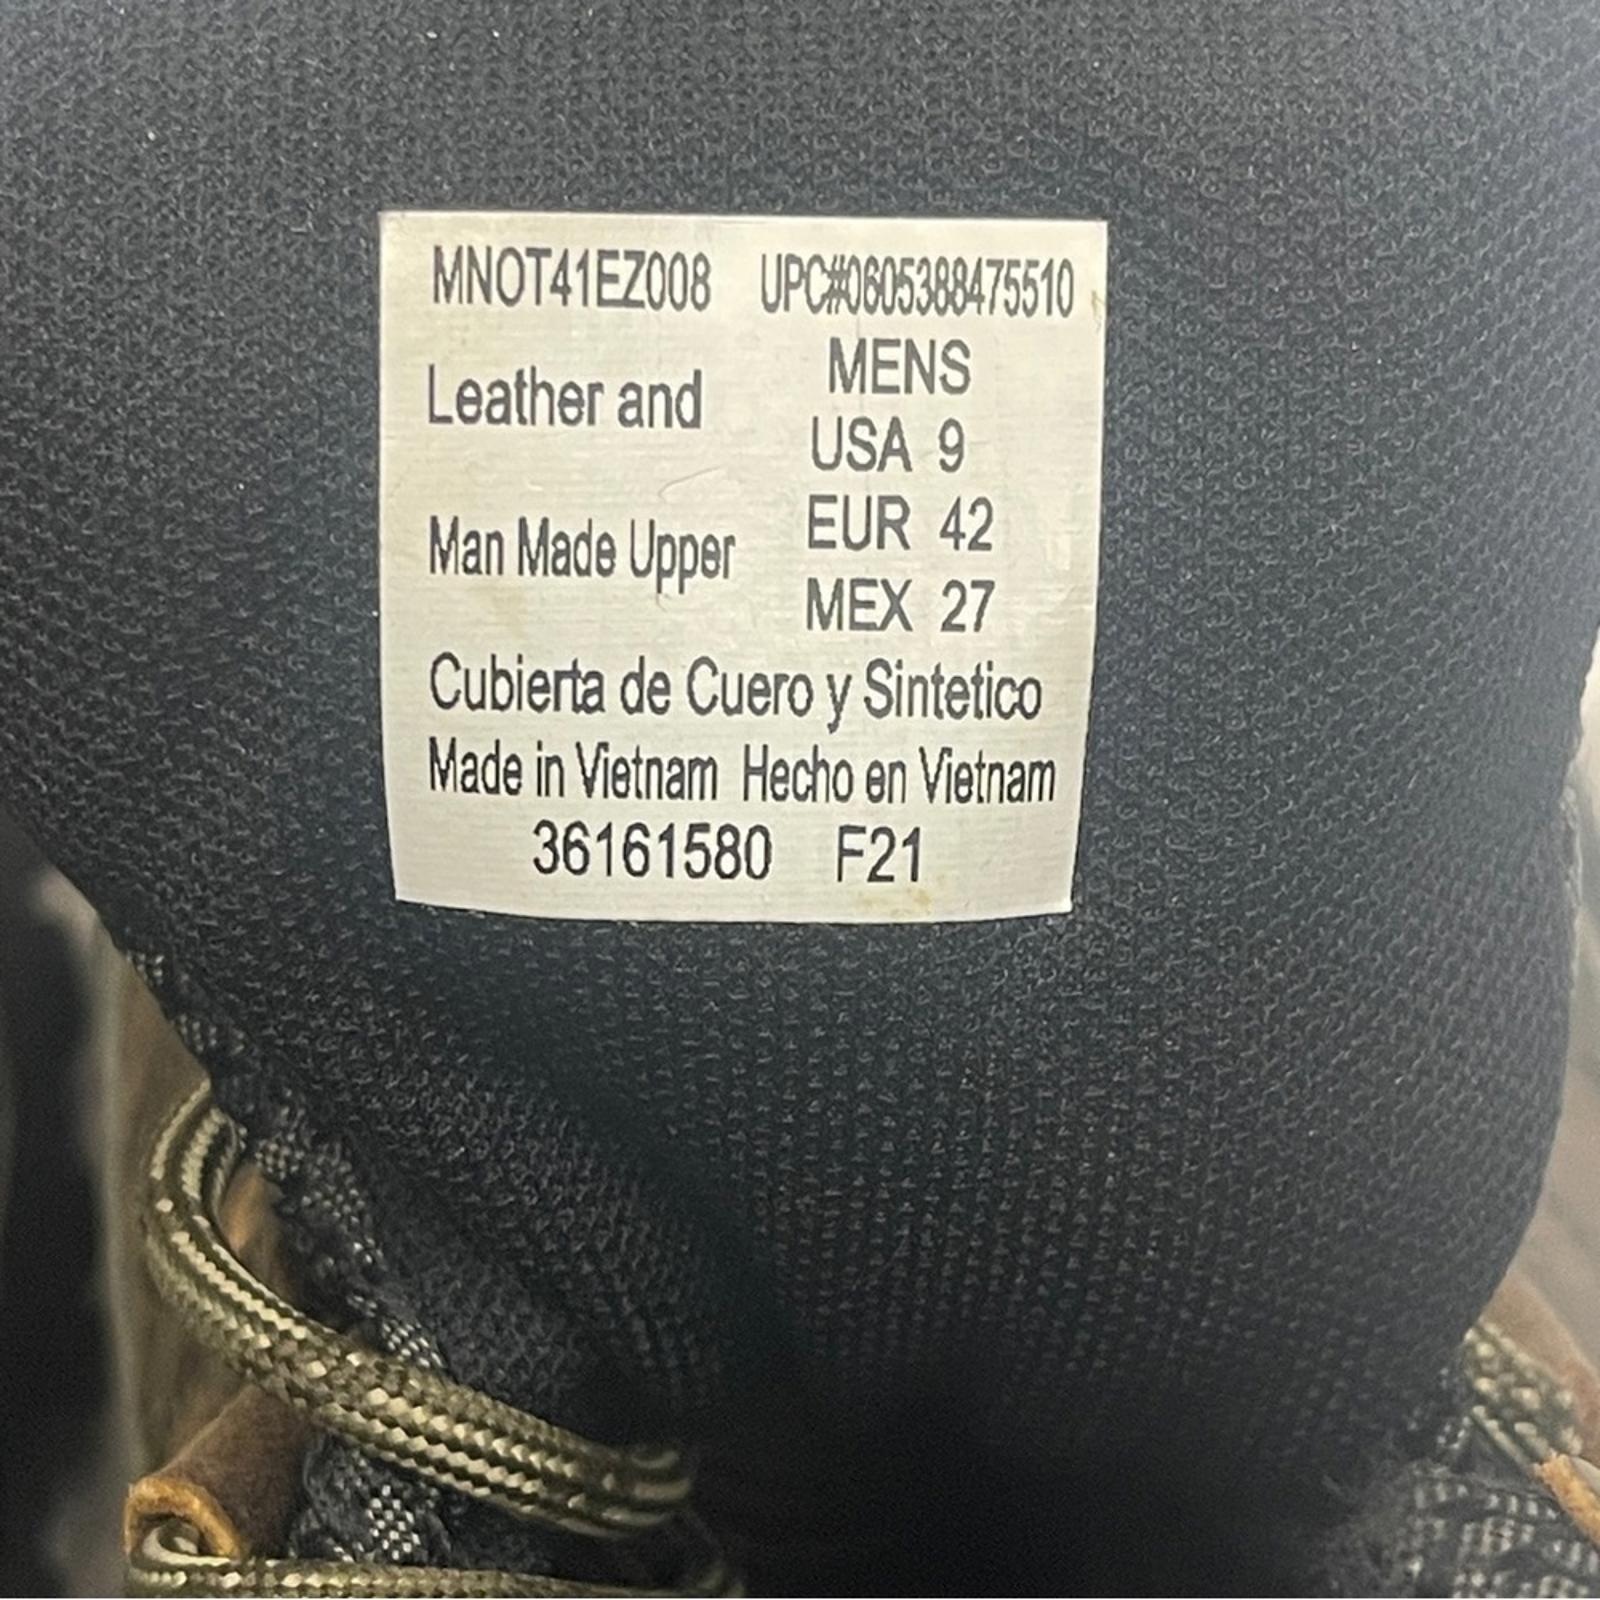 MNOT41EZ008 UPC#0605388475510
MENS
Leather and
USA 9
EUR 42
Man Made Upper
MEX 27
Cubierta de Cuero y Sintetico
Made in Vietnam Hecho en Vietnam
36161580 F21